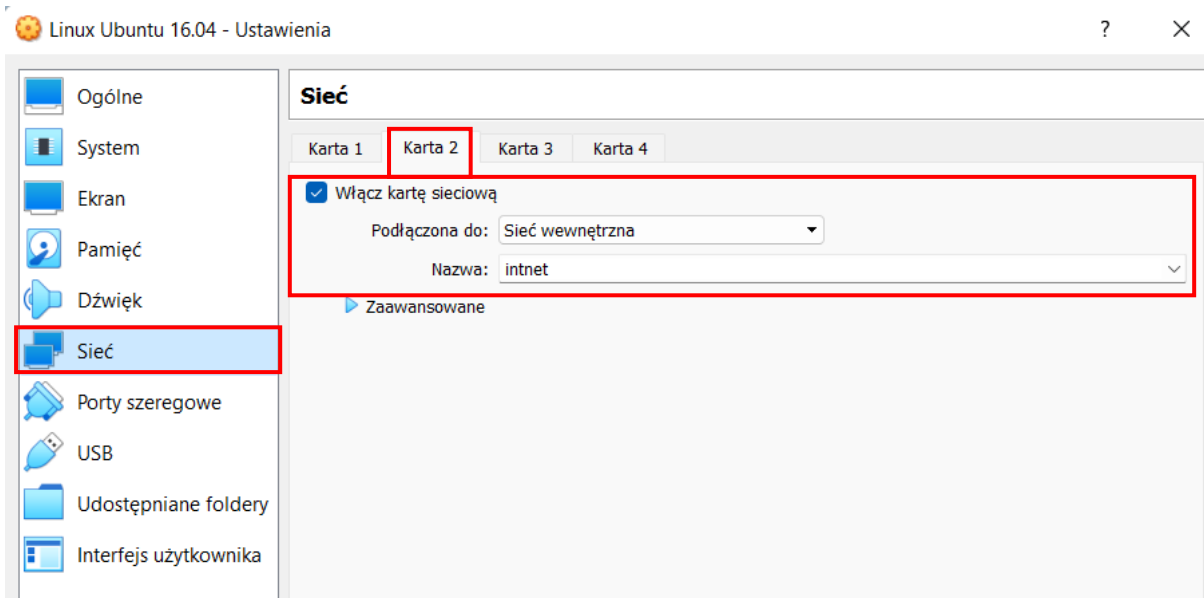 Linux Ubuntu 16.04 - Ustawienia ?
Ogólne
System
Ekran
Pamięć
Dźwięk
Sieć
Porty szeregowe
USB
Udostępniane foldery
Interfejs użytkownika
Sieć
Karta 1 Karta 2 Karta 3 Karta 4
Włącz kartę sieciową
Podłączona do: Sieć wewnętrzna
Nazwa: intnet
Zaawansowane